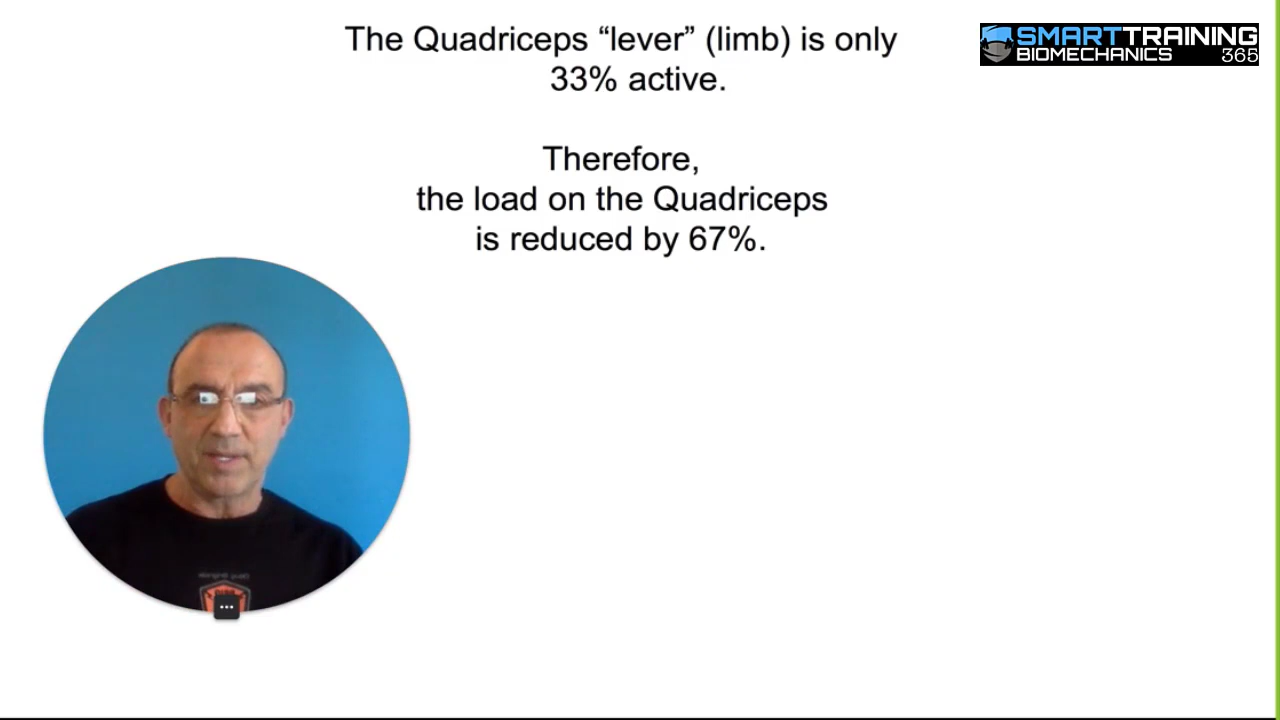 The Quadriceps “lever” (limb) is only
33% active.
Therefore,
the load on the Quadriceps
is reduced by 67%.
SMARTTRAINING
BIOMECHANICS 365